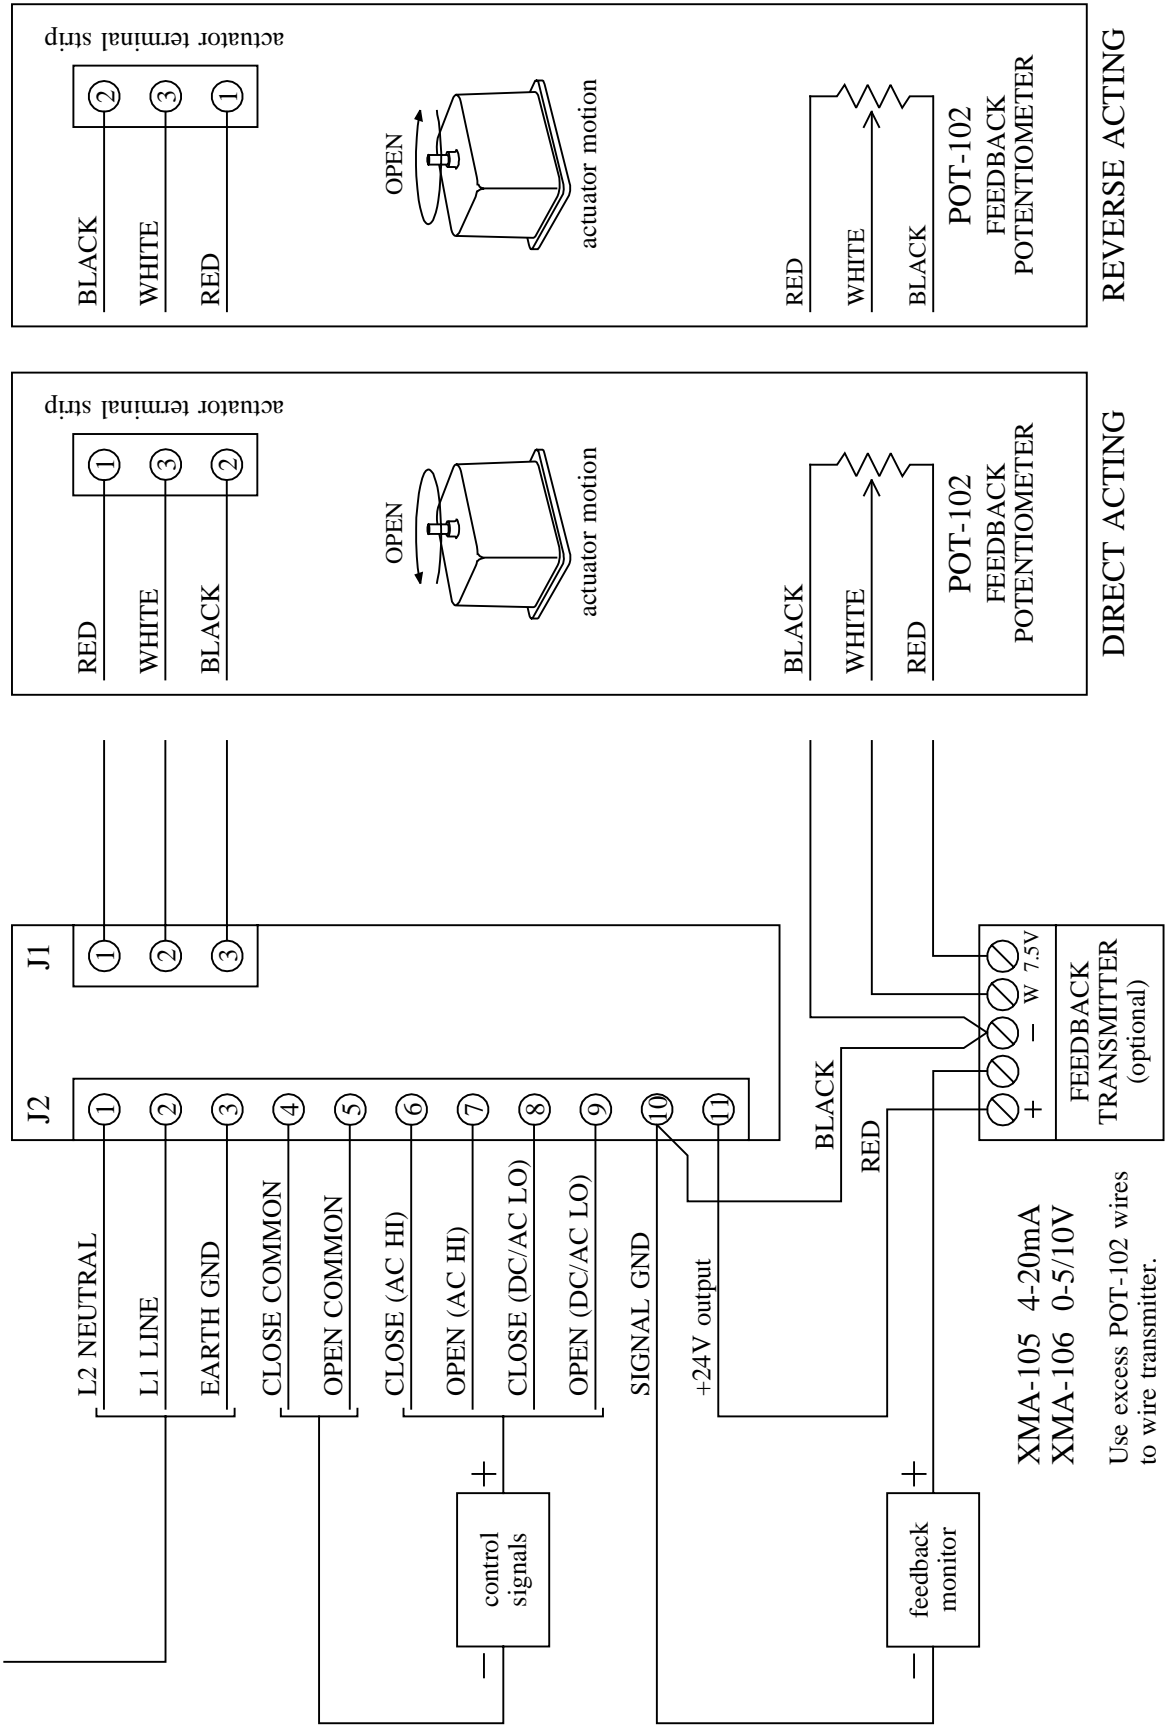 J2
J1
L2 NEUTRAL
L1 LINE
EARTH GND
CLOSE COMMON
OPEN COMMON
CLOSE (AC HI)
OPEN (AC HI)
CLOSE (DC/AC LO)
OPEN (DC/AC LO)
SIGNAL GND
+24V output
1
2
3
4
5
6
7
8
9
10
11
1
2
3
control
signals
−
+
feedback
monitor
−
+
BLACK
RED
+
−
W
7.5V
FEEDBACK
TRANSMITTER
(optional)
XMA-105 4-20mA
XMA-106 0-5/10V
Use excess POT-102 wires
to wire transmitter.
RED
WHITE
BLACK
1
3
2
actuator terminal strip
OPEN
actuator motion
BLACK
WHITE
RED
POT-102
FEEDBACK
POTENTIOMETER
DIRECT ACTING
BLACK
WHITE
RED
2
3
1
actuator terminal strip
OPEN
actuator motion
RED
WHITE
BLACK
POT-102
FEEDBACK
POTENTIOMETER
REVERSE ACTING